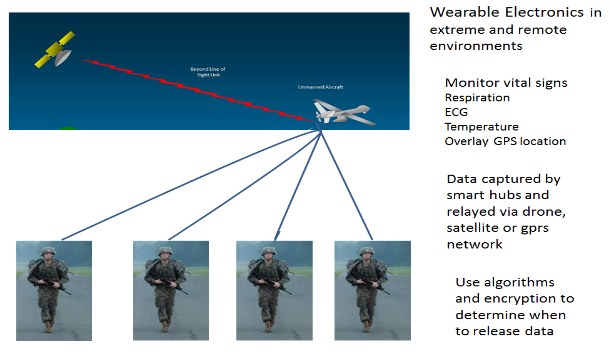 Beyond Line of
Sight Link
Unmanned Aircraft
Wearable Electronics in
extreme and remote
environments
Monitor vital signs
Respiration
ECG
Temperature
Overlay GPS location
Data captured by
smart hubs and
relayed via drone,
satellite or gprs
network
Use algorithms
and encryption to
determine when
to release data